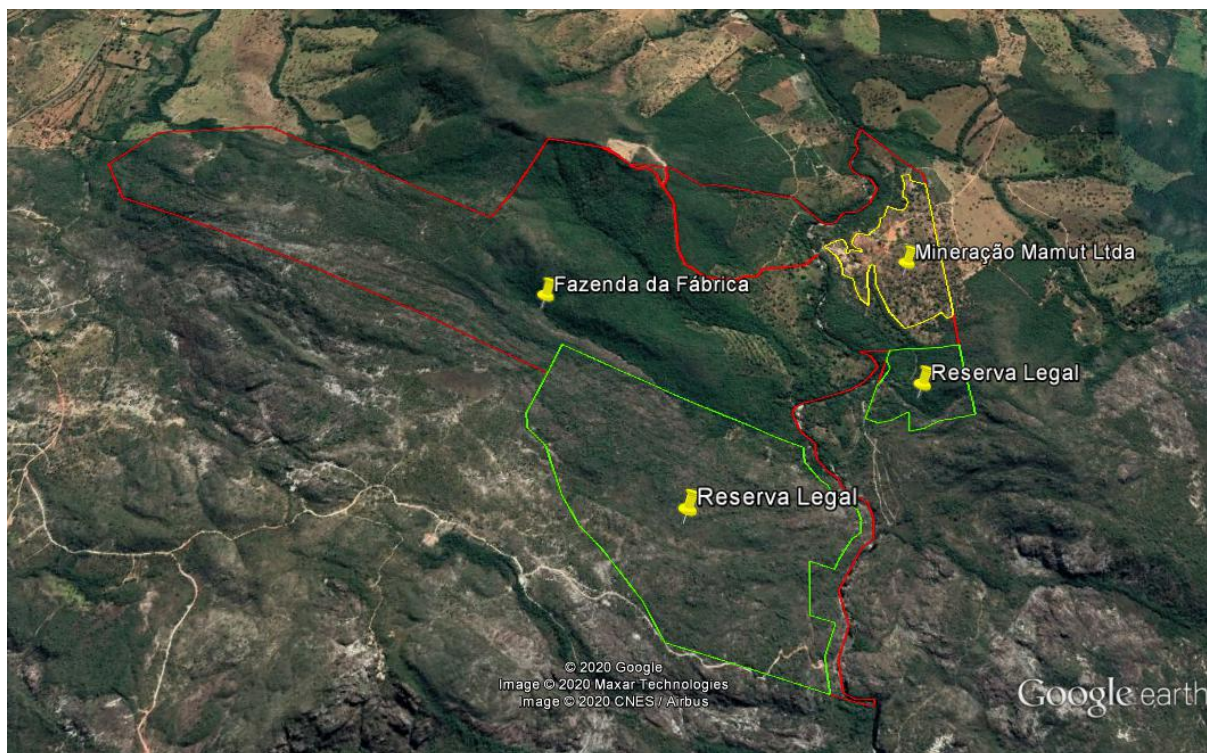 Mineração Mamut Ltda
Fazenda da Fábrica
Reserva Legal
Reserva Legal
© 2020 Google
Image © 2020 Maxar Technologies
Image © 2020 CNES / Airbus
Google earth